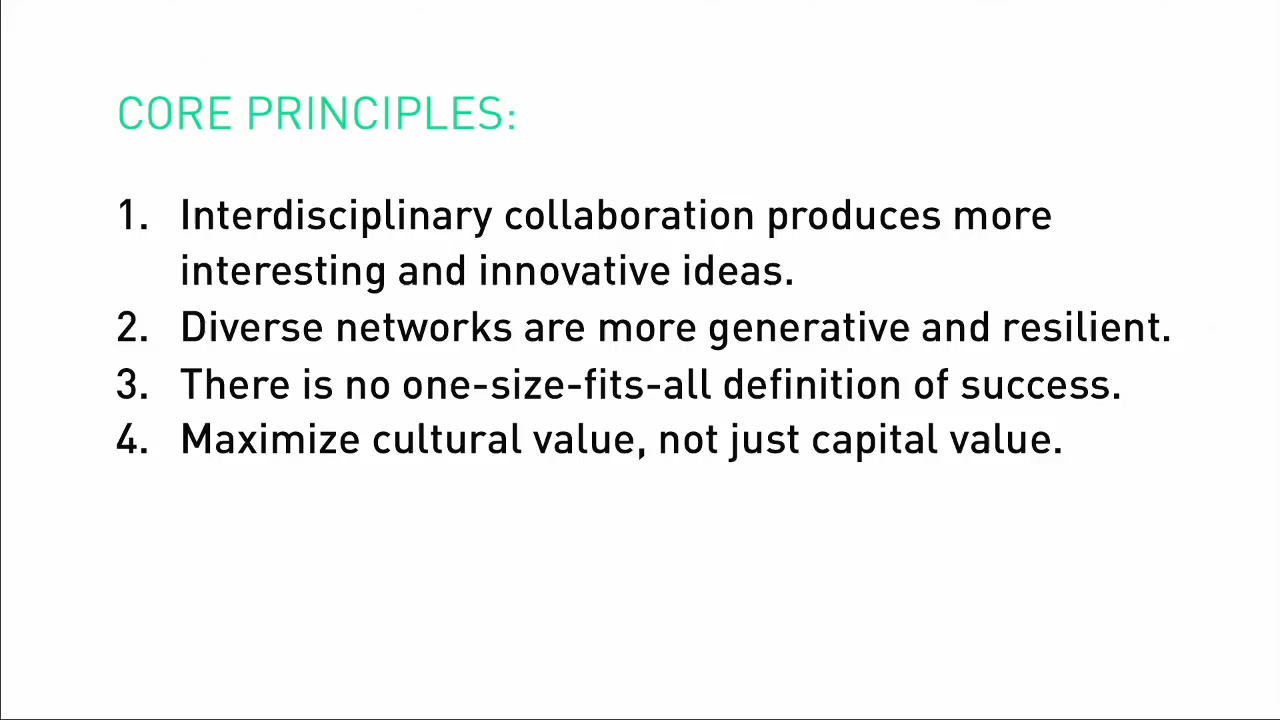 CORE PRINCIPLES:
1. Interdisciplinary collaboration produces more
interesting and innovative ideas.
2. Diverse networks are more generative and resilient.
3. There is no one-size-fits-all definition of success.
4. Maximize cultural value, not just capital value.